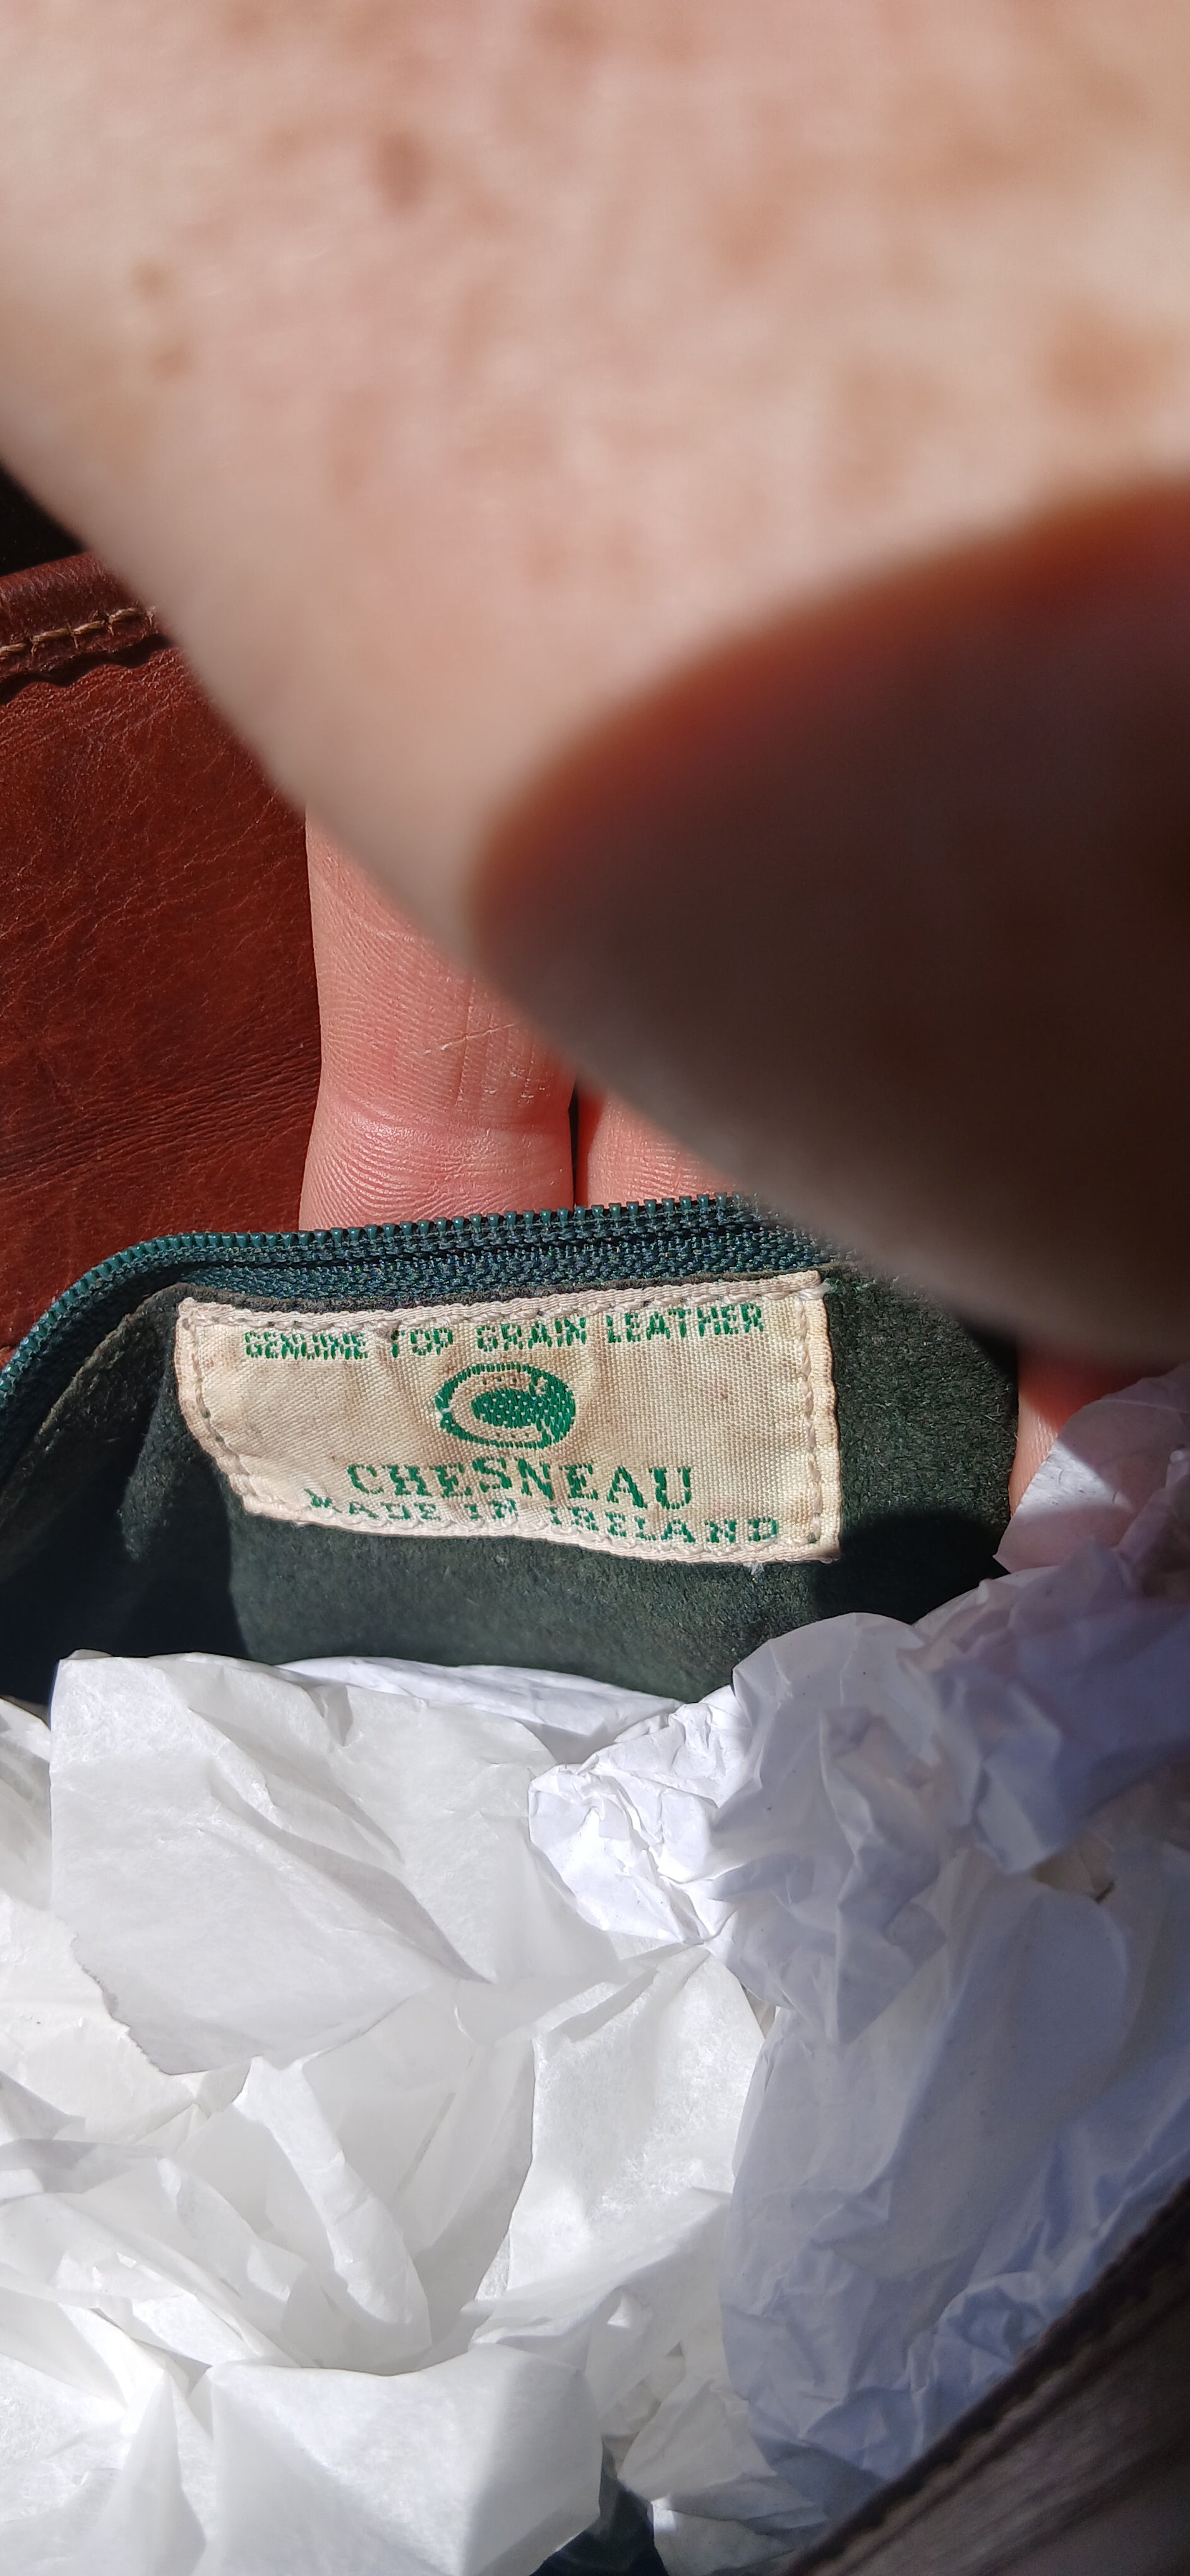 GENUINE TOP GRAIN LEATHER
CHESNEAU
MADE IN IRELAND